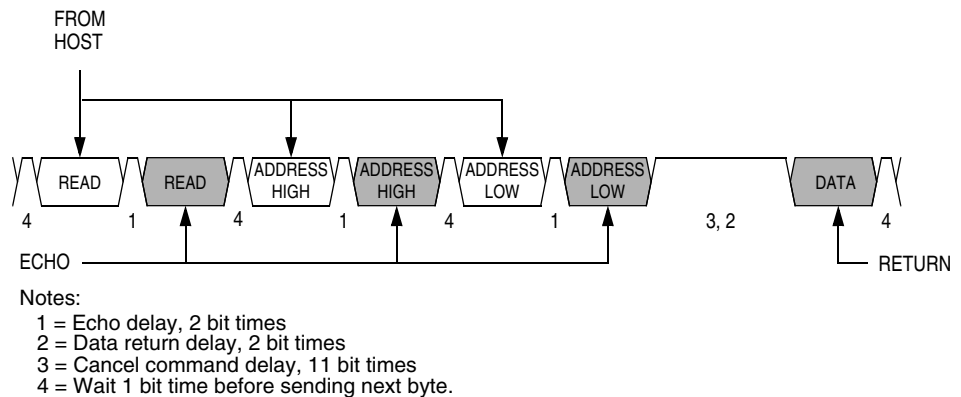 FROM
HOST
READ
READ
ADDRESS
HIGH
ADDRESS
HIGH
ADDRESS
LOW
ADDRESS
LOW
DATA
4
1
4
1
4
1
3, 2
4
ECHO
RETURN
Notes:
1 = Echo delay, 2 bit times
2 = Data return delay, 2 bit times
3 = Cancel command delay, 11 bit times
4 = Wait 1 bit time before sending next byte.